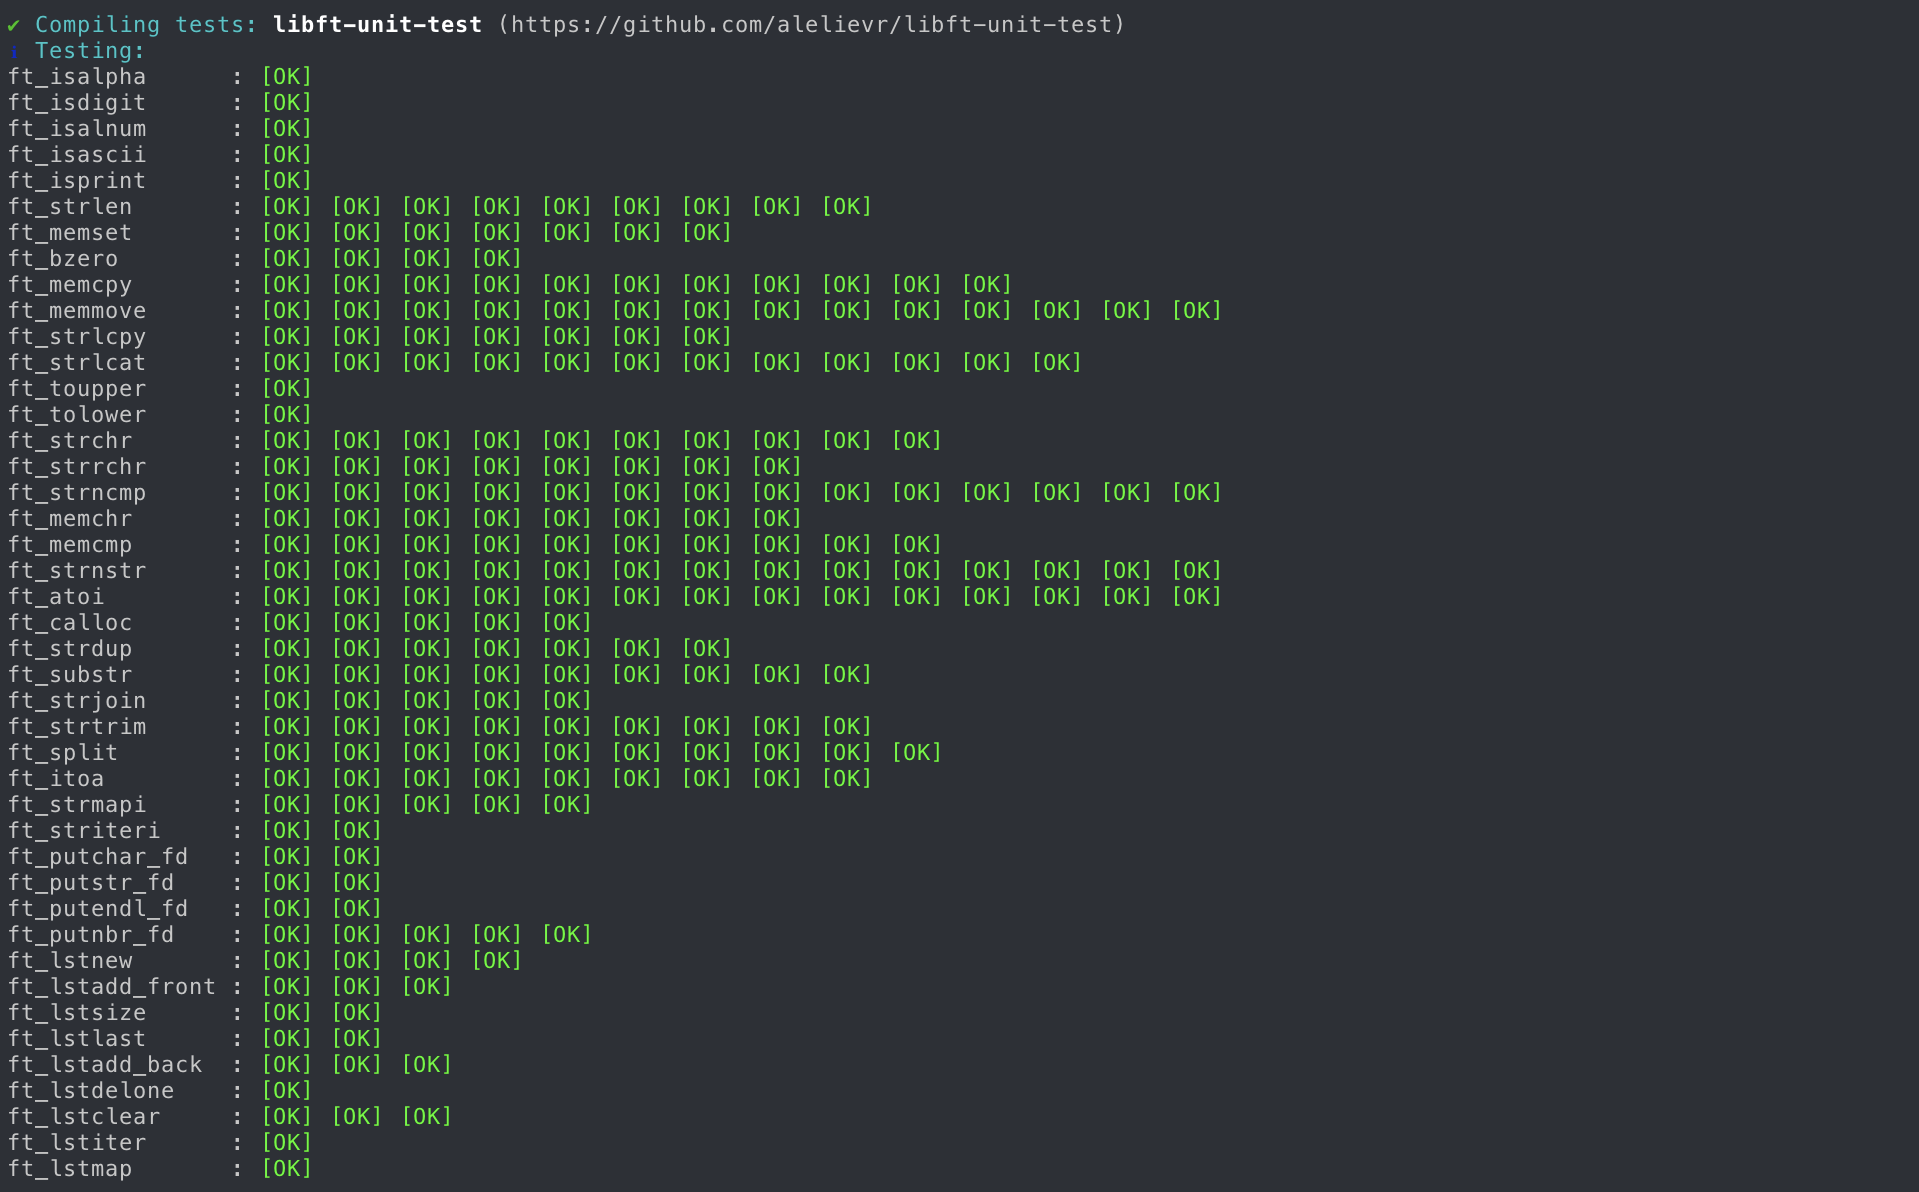 ✔ Compiling tests: libft-unit-test (https://github.com/alelievr/libft-unit-test)
↓ Testing:
ft_isalpha      : [OK]
ft_isdigit      : [OK]
ft_isalnum      : [OK]
ft_isascii      : [OK]
ft_isprint      : [OK]
ft_strlen       : [OK] [OK] [OK] [OK] [OK] [OK] [OK] [OK] [OK]
ft_memset       : [OK] [OK] [OK] [OK] [OK] [OK] [OK]
ft_bzero        : [OK] [OK] [OK] [OK]
ft_memcpy       : [OK] [OK] [OK] [OK] [OK] [OK] [OK] [OK] [OK] [OK] [OK]
ft_memmove      : [OK] [OK] [OK] [OK] [OK] [OK] [OK] [OK] [OK] [OK] [OK] [OK] [OK] [OK]
ft_strlcpy      : [OK] [OK] [OK] [OK] [OK] [OK] [OK]
ft_strlcat      : [OK] [OK] [OK] [OK] [OK] [OK] [OK] [OK] [OK] [OK] [OK] [OK]
ft_toupper      : [OK]
ft_tolower      : [OK]
ft_strchr       : [OK] [OK] [OK] [OK] [OK] [OK] [OK] [OK] [OK] [OK]
ft_strrchr      : [OK] [OK] [OK] [OK] [OK] [OK] [OK] [OK]
ft_strncmp      : [OK] [OK] [OK] [OK] [OK] [OK] [OK] [OK] [OK] [OK] [OK] [OK] [OK] [OK]
ft_memchr       : [OK] [OK] [OK] [OK] [OK] [OK] [OK] [OK]
ft_memcmp       : [OK] [OK] [OK] [OK] [OK] [OK] [OK] [OK] [OK] [OK]
ft_strnstr      : [OK] [OK] [OK] [OK] [OK] [OK] [OK] [OK] [OK] [OK] [OK] [OK] [OK] [OK]
ft_atoi         : [OK] [OK] [OK] [OK] [OK] [OK] [OK] [OK] [OK] [OK] [OK] [OK] [OK] [OK]
ft_calloc       : [OK] [OK] [OK] [OK] [OK]
ft_strdup       : [OK] [OK] [OK] [OK] [OK] [OK] [OK]
ft_substr       : [OK] [OK] [OK] [OK] [OK] [OK] [OK] [OK] [OK]
ft_strjoin      : [OK] [OK] [OK] [OK] [OK]
ft_strtrim      : [OK] [OK] [OK] [OK] [OK] [OK] [OK] [OK] [OK]
ft_split        : [OK] [OK] [OK] [OK] [OK] [OK] [OK] [OK] [OK] [OK]
ft_itoa         : [OK] [OK] [OK] [OK] [OK] [OK] [OK] [OK] [OK]
ft_strmapi      : [OK] [OK] [OK] [OK] [OK]
ft_striteri     : [OK] [OK]
ft_putchar_fd   : [OK] [OK]
ft_putstr_fd    : [OK] [OK]
ft_putendl_fd   : [OK] [OK]
ft_putnbr_fd    : [OK] [OK] [OK] [OK] [OK]
ft_lstnew       : [OK] [OK] [OK] [OK]
ft_lstadd_front : [OK] [OK] [OK]
ft_lstsize      : [OK] [OK]
ft_lstlast      : [OK] [OK]
ft_lstadd_back  : [OK] [OK] [OK]
ft_lstdelone    : [OK]
ft_lstclear     : [OK] [OK] [OK]
ft_lstiter      : [OK]
ft_lstmap       : [OK]